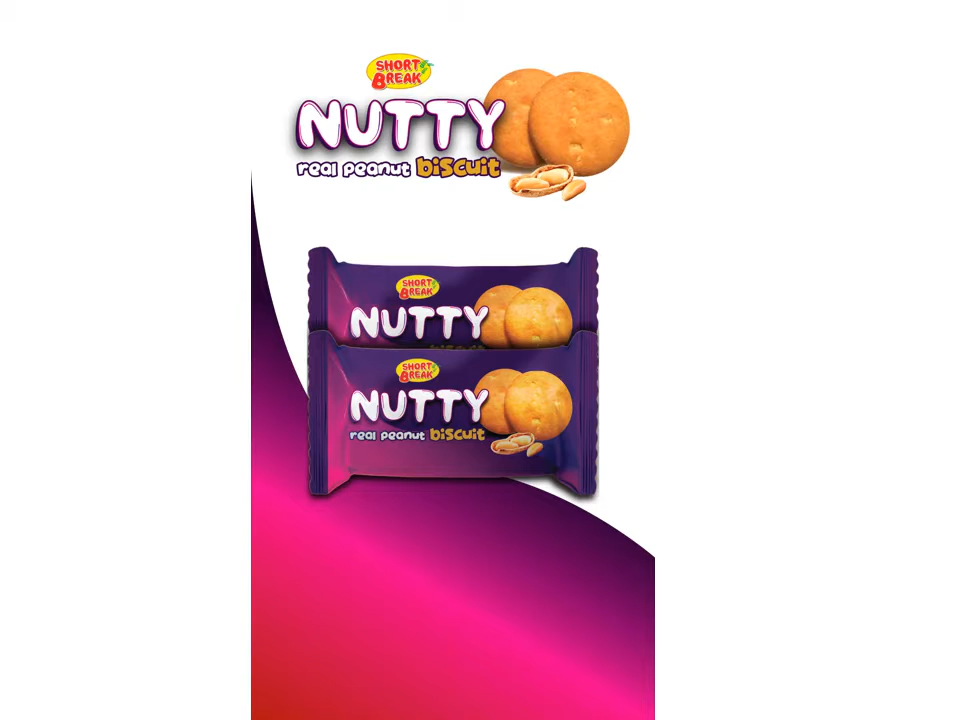 SHORT
BREAK
NUTTY
real peanut biscuit
SHORT
BREAK
NUTTY
SHORT
BREAK
NUTTY
real peanut biscuit